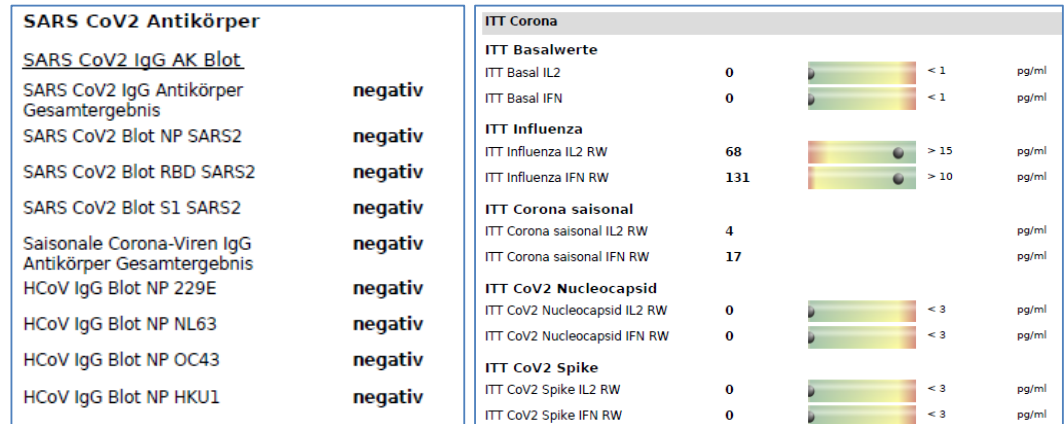 SARS CoV2 Antikörper
SARS CoV2 IgG AK Blot
SARS CoV2 IgG Antikörper negativ
Gesamtergebnis
SARS CoV2 Blot NP SARS2 negativ
SARS CoV2 Blot RBD SARS2 negativ
SARS CoV2 Blot S1 SARS2 negativ
Saisonale Corona-Viren IgG negativ
Antikörper Gesamtergebnis
HCoV IgG Blot NP 229E negativ
HCoV IgG Blot NP NL63 negativ
HCoV IgG Blot NP OC43 negativ
HCoV IgG Blot NP HKU1 negativ
ITT Corona
ITT Basalwerte
ITT Basal IL2 0 < 1 pg/ml
ITT Basal IFN 0 < 1 pg/ml
ITT Influenza
ITT Influenza IL2 RW 68 > 15 pg/ml
ITT Influenza IFN RW 131 > 10 pg/ml
ITT Corona saisonal
ITT Corona saisonal IL2 RW 4 pg/ml
ITT Corona saisonal IFN RW 17 pg/ml
ITT CoV2 Nucleocapsid
ITT CoV2 Nucleocapsid IL2 RW 0 < 3 pg/ml
ITT CoV2 Nucleocapsid IFN RW 0 < 3 pg/ml
ITT CoV2 Spike
ITT CoV2 Spike IL2 RW 0 < 3 pg/ml
ITT CoV2 Spike IFN RW 0 < 3 pg/ml